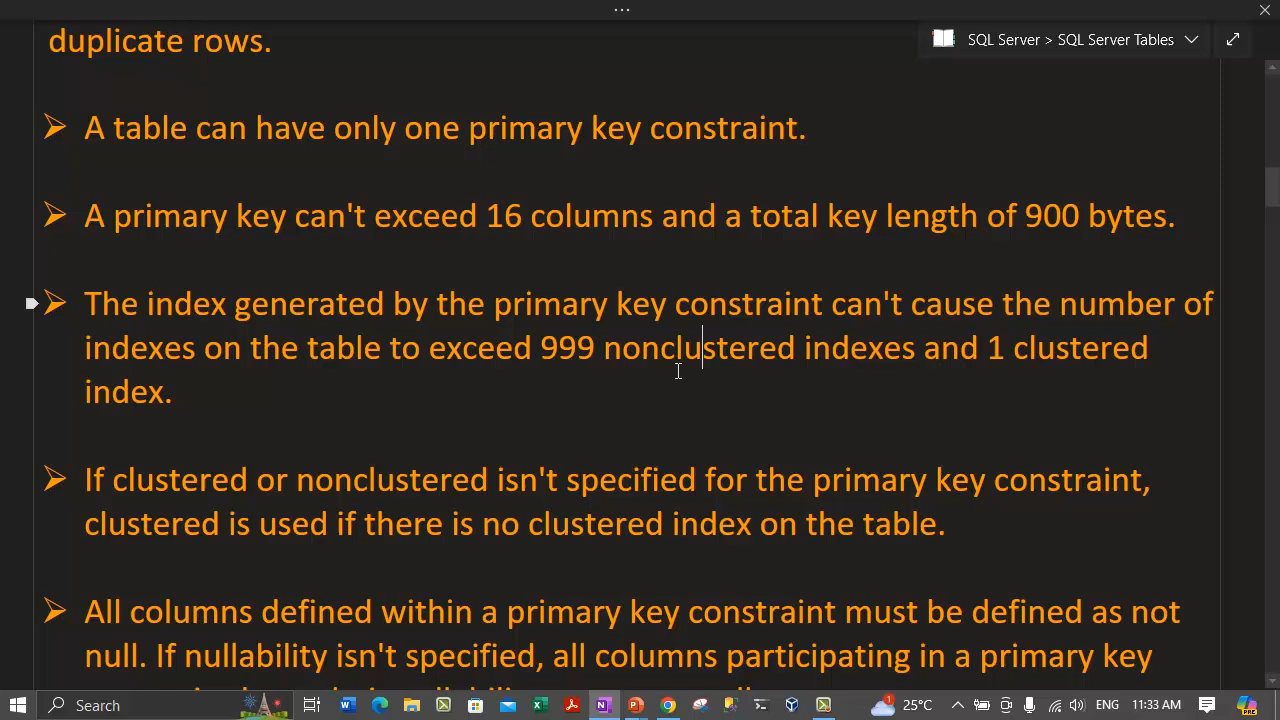 duplicate rows.
SQL Server > SQL Server Tables
A table can have only one primary key constraint.
A primary key can't exceed 16 columns and a total key length of 900 bytes.
The index generated by the primary key constraint can't cause the number of
indexes on the table to exceed 999 nonclustered indexes and 1 clustered
index.
If clustered or nonclustered isn't specified for the primary key constraint,
clustered is used if there is no clustered index on the table.
All columns defined within a primary key constraint must be defined as not
null. If nullability isn't specified, all columns participating in a primary key
Search
1
25°C
ENG
11:33 AM
PRE